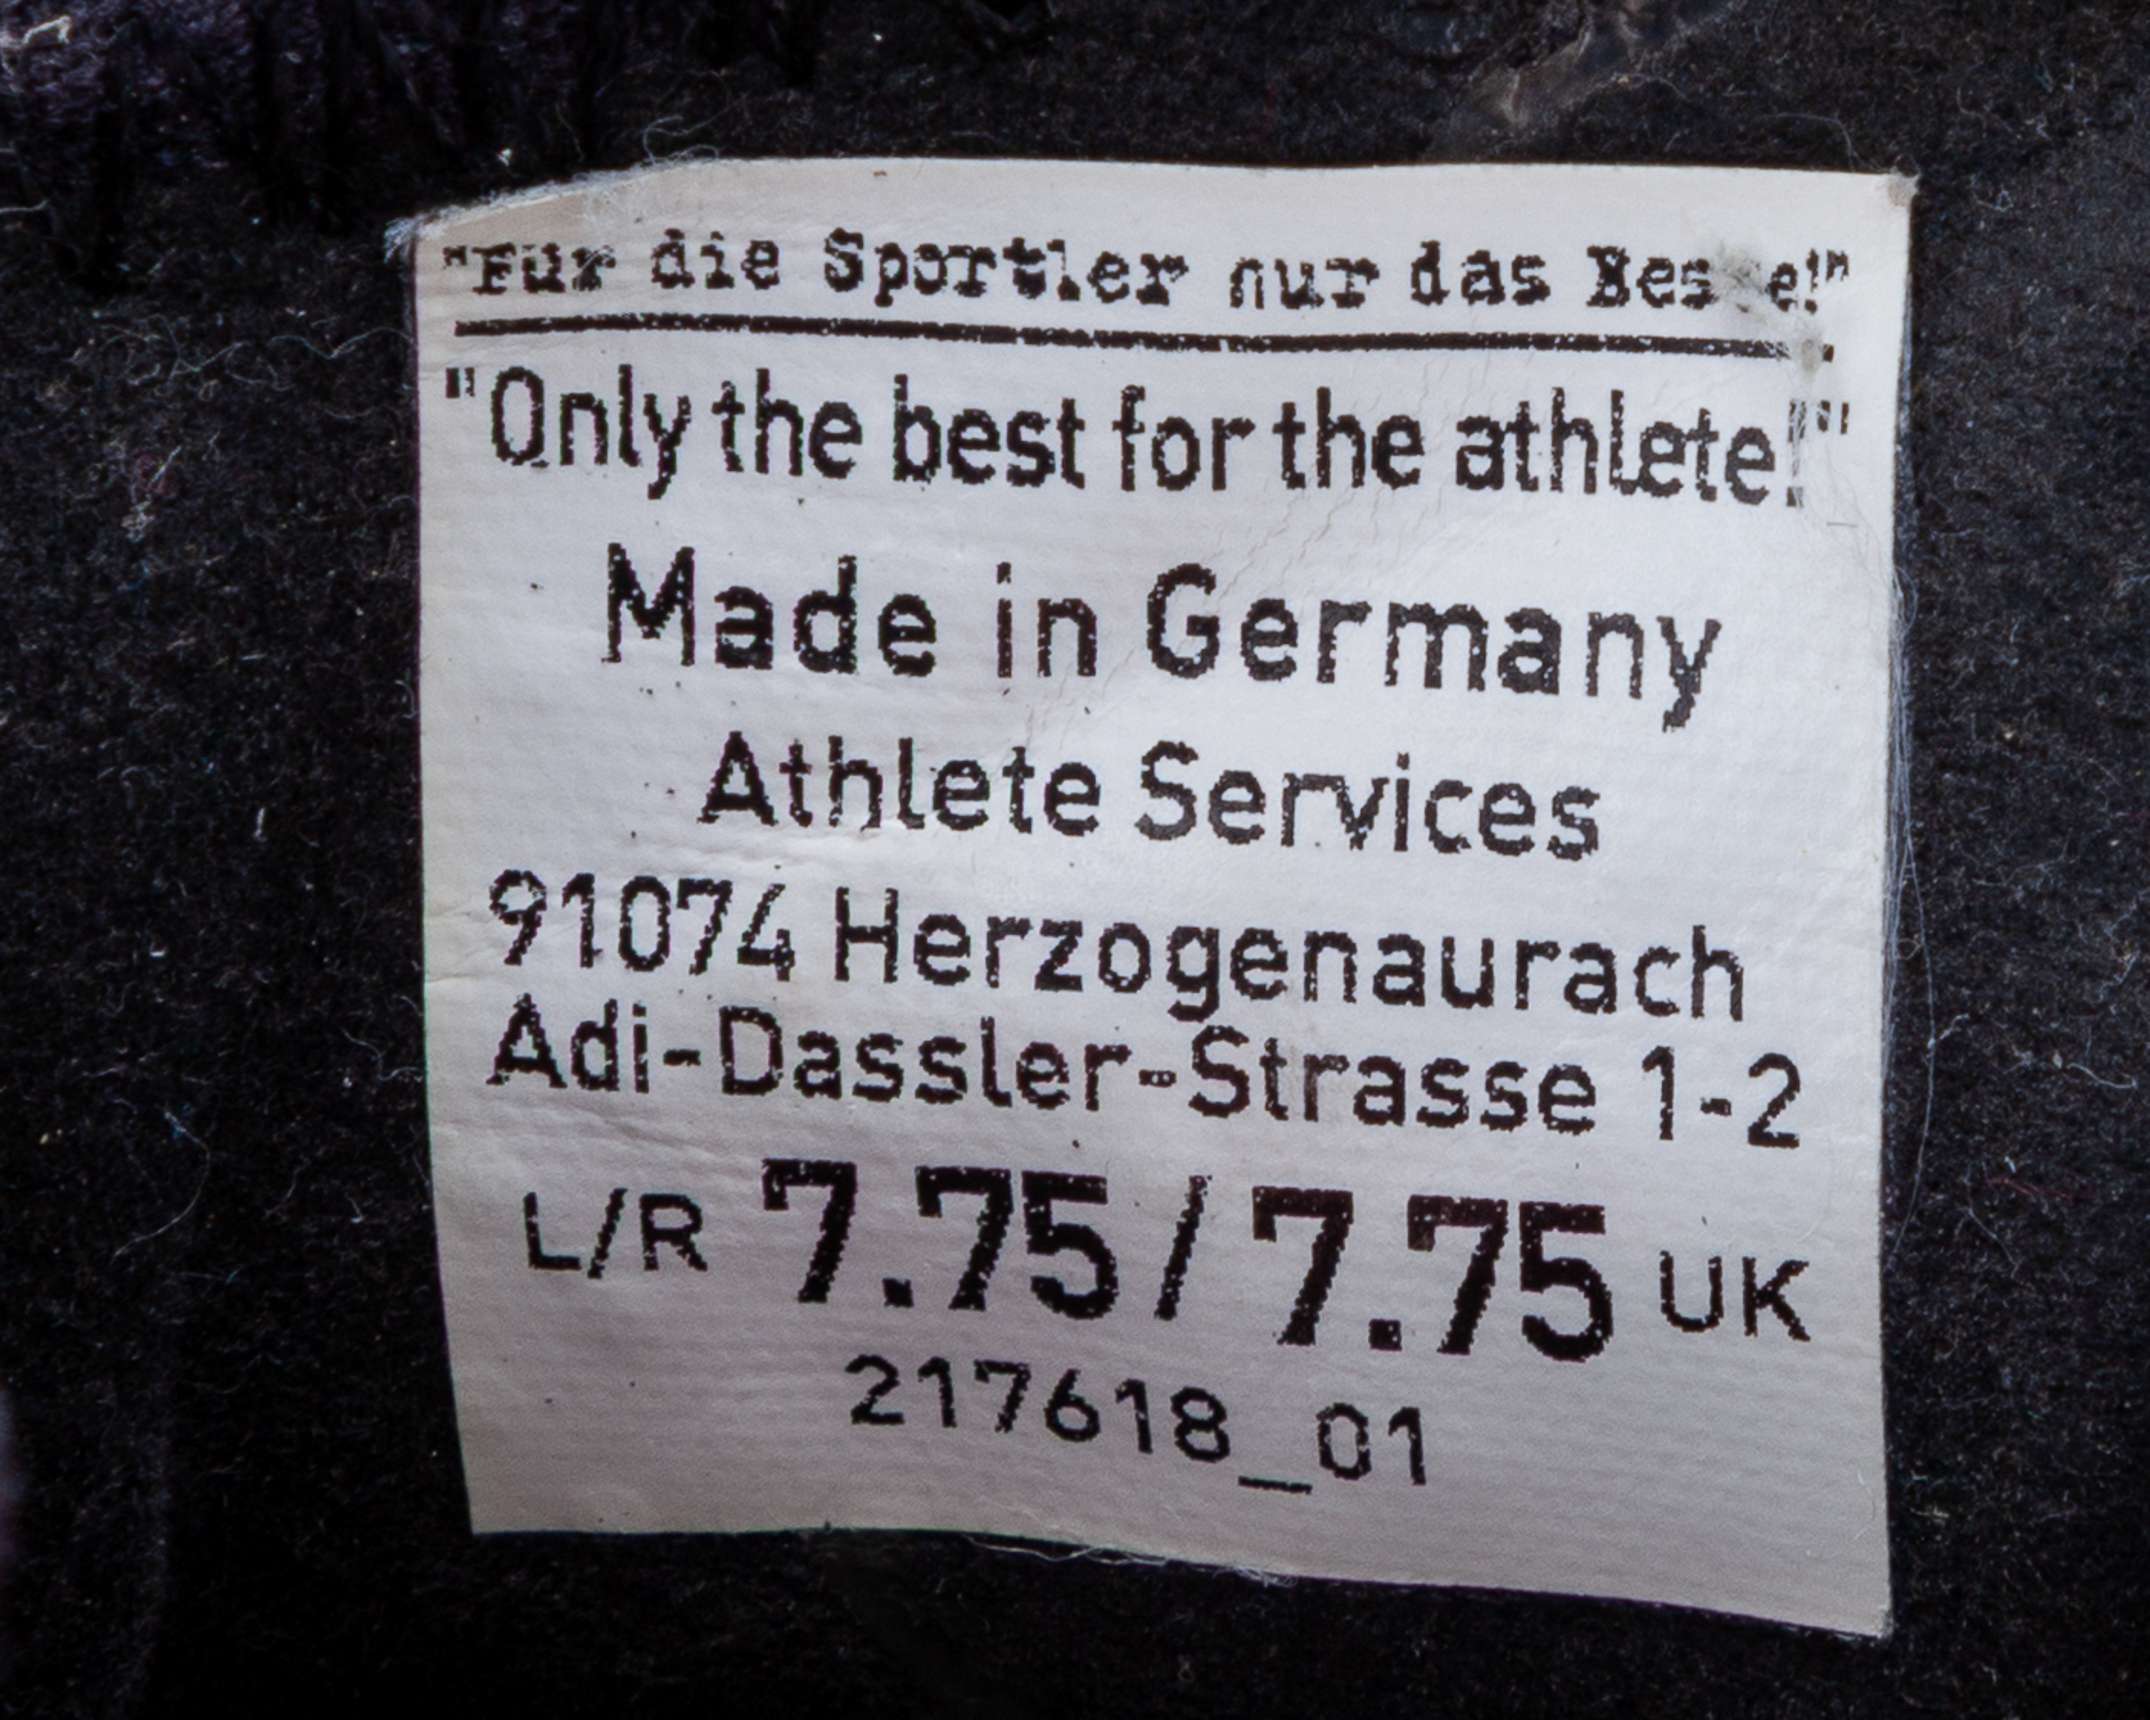 "Für die Sportler nur das Beste!"
"Only the best for the athlete!"
Made in Germany
Athlete Services
91074 Herzogenaurach
Adi-Dassler-Strasse 1-2
L/R 7.75 / 7.75 UK
217618_01